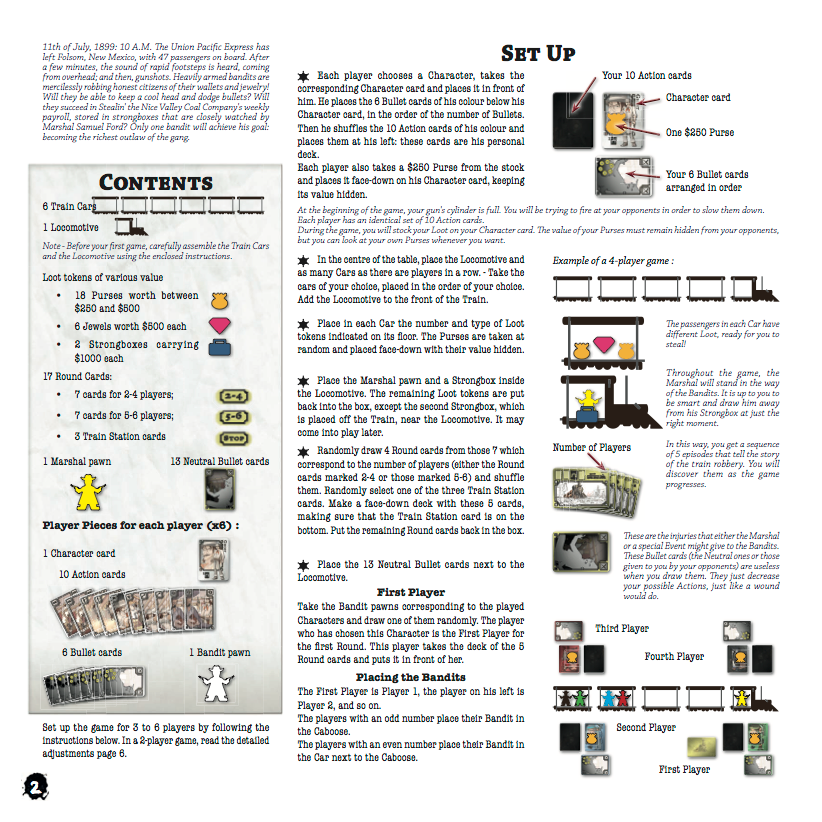 11th of July, 1899: 10 A.M. The Union Pacific Express has
left Folsom, New Mexico, with 47 passengers on board. After
a few minutes, the sound of rapid footsteps is heard, coming
from overhead; and then, gunshots. Heavily armed bandits are
mercilessly robbing honest citizens of their wallets and jewelry!
Will they be able to keep a cool head and dodge bullets? Will
they succeed in Stealin' the Nice Valley Coal Company's weekly
payroll, stored in strongboxes that are closely watched by
Marshal Samuel Ford? Only one bandit will achieve his goal:
becoming the richest outlaw of the gang.
CONTENTS
6 Train Cars
1 Locomotive
Note - Before your first game, carefully assemble the Train Cars
and the Locomotive using the enclosed instructions.
Loot tokens of various value
• 18 Purses worth between
$250 and $500
• 6 Jewels worth $500 each
• 2 Strongboxes carrying
$1000 each
17 Round Cards:
• 7 cards for 2-4 players;
2-4
• 7 cards for 5-6 players;
5-6
• 3 Train Station cards
STOP
1 Marshal pawn
13 Neutral Bullet cards
Player Pieces for each player (x6) :
1 Character card
10 Action cards
6 Bullet cards
1 Bandit pawn
Set up the game for 3 to 6 players by following the
instructions below. In a 2-player game, read the detailed
adjustments page 6.
2
SET UP
Each player chooses a Character, takes the
corresponding Character card and places it in front of
him. He places the 6 Bullet cards of his colour below his
Character card, in the order of the number of Bullets.
Then he shuffles the 10 Action cards of his colour and
places them at his left: these cards are his personal
deck.
Each player also takes a $250 Purse from the stock
and places it face-down on his Character card, keeping
its value hidden.
Your 10 Action cards
Character card
One $250 Purse
Your 6 Bullet cards
arranged in order
At the beginning of the game, your gun's cylinder is full. You will be trying to fire at your opponents in order to slow them down.
Each player has an identical set of 10 Action cards.
During the game, you will stock your Loot on your Character card. The value of your Purses must remain hidden from your opponents,
but you can look at your own Purses whenever you want.
In the centre of the table, place the Locomotive and
as many Cars as there are players in a row. - Take the
cars of your choice, placed in the order of your choice.
Add the Locomotive to the front of the Train.
Example of a 4-player game :
Place in each Car the number and type of Loot
tokens indicated on its floor. The Purses are taken at
random and placed face-down with their value hidden.
The passengers in each Car have
different Loot, ready for you to
steal!
Place the Marshal pawn and a Strongbox inside
the Locomotive. The remaining Loot tokens are put
back into the box, except the second Strongbox, which
is placed off the Train, near the Locomotive. It may
come into play later.
Throughout the game, the
Marshal will stand in the way
of the Bandits. It is up to you to
be smart and draw him away
from his Strongbox at just the
right moment.
Randomly draw 4 Round cards from those 7 which
correspond to the number of players (either the Round
cards marked 2-4 or those marked 5-6) and shuffle
them. Randomly select one of the three Train Station
cards. Make a face-down deck with these 5 cards,
making sure that the Train Station card is on the
bottom. Put the remaining Round cards back in the box.
Number of Players
In this way, you get a sequence
of 5 episodes that tell the story
of the train robbery. You will
discover them as the game
progresses.
Place the 13 Neutral Bullet cards next to the
Locomotive.
These are the injuries that either the Marshal
or a special Event might give to the Bandits.
These Bullet cards (the Neutral ones or those
given to you by your opponents) are useless
when you draw them. They just decrease
your possible Actions, just like a wound
would do.
First Player
Take the Bandit pawns corresponding to the played
Characters and draw one of them randomly. The player
who has chosen this Character is the First Player for
the first Round. This player takes the deck of the 5
Round cards and puts it in front of her.
Placing the Bandits
The First Player is Player 1, the player on his left is
Player 2, and so on.
The players with an odd number place their Bandit in
the Caboose.
The players with an even number place their Bandit in
the Car next to the Caboose.
Third Player
Fourth Player
Second Player
First Player